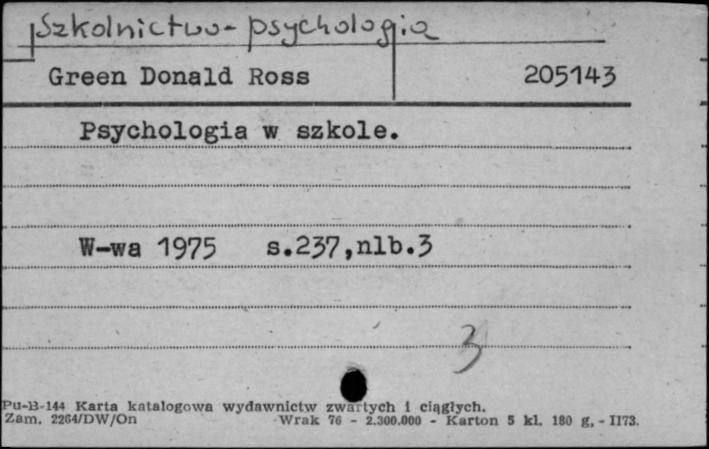 Szkolnictwo - psychologia
Green Donald Ross 205143
Psychologia w szkole.
W-wa 1975 s.237,nlb.3
3
Pu-B-144 Karta katalogowa wydawnictw zwartych i ciągłych.
Zam. 2264/DW/On Wrak 76 - 2.300.000 - Karton 5 kl. 180 g. - II73.